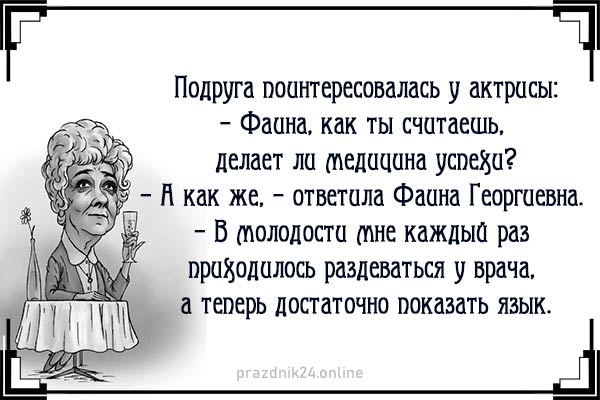 Подруга поинтересовалась у актрисы:
- Фаина, как ты считаешь,
делает ли медицина успехи?
- А как же, - ответила Фаина Георгиевна.
- В молодости мне каждый раз
приходилось раздеваться у врача,
а теперь достаточно показать язык.
prazdnik24.online